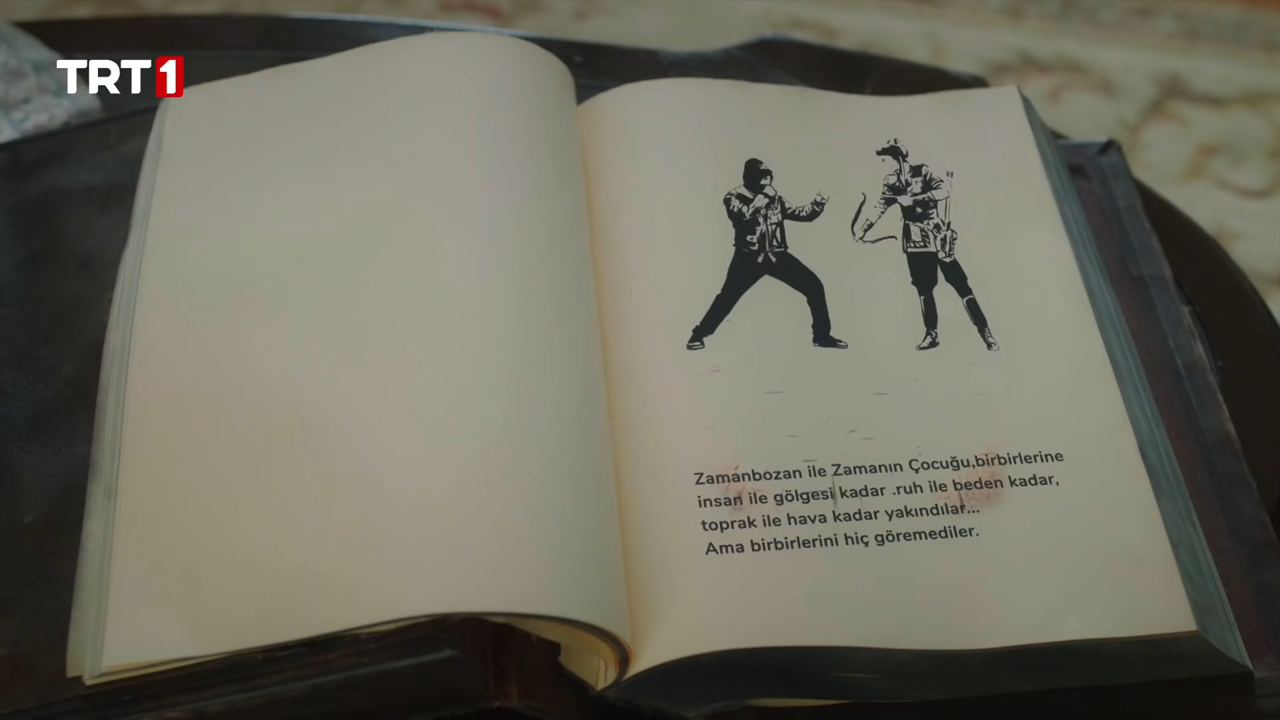 TRT1
Zamanbozan ile Zamanın Çocuğu,birbirlerine
insan ile gölgesi kadar .ruh ile beden kadar,
toprak ile hava kadar yakındılar...
Ama birbirlerini hiç göremediler.